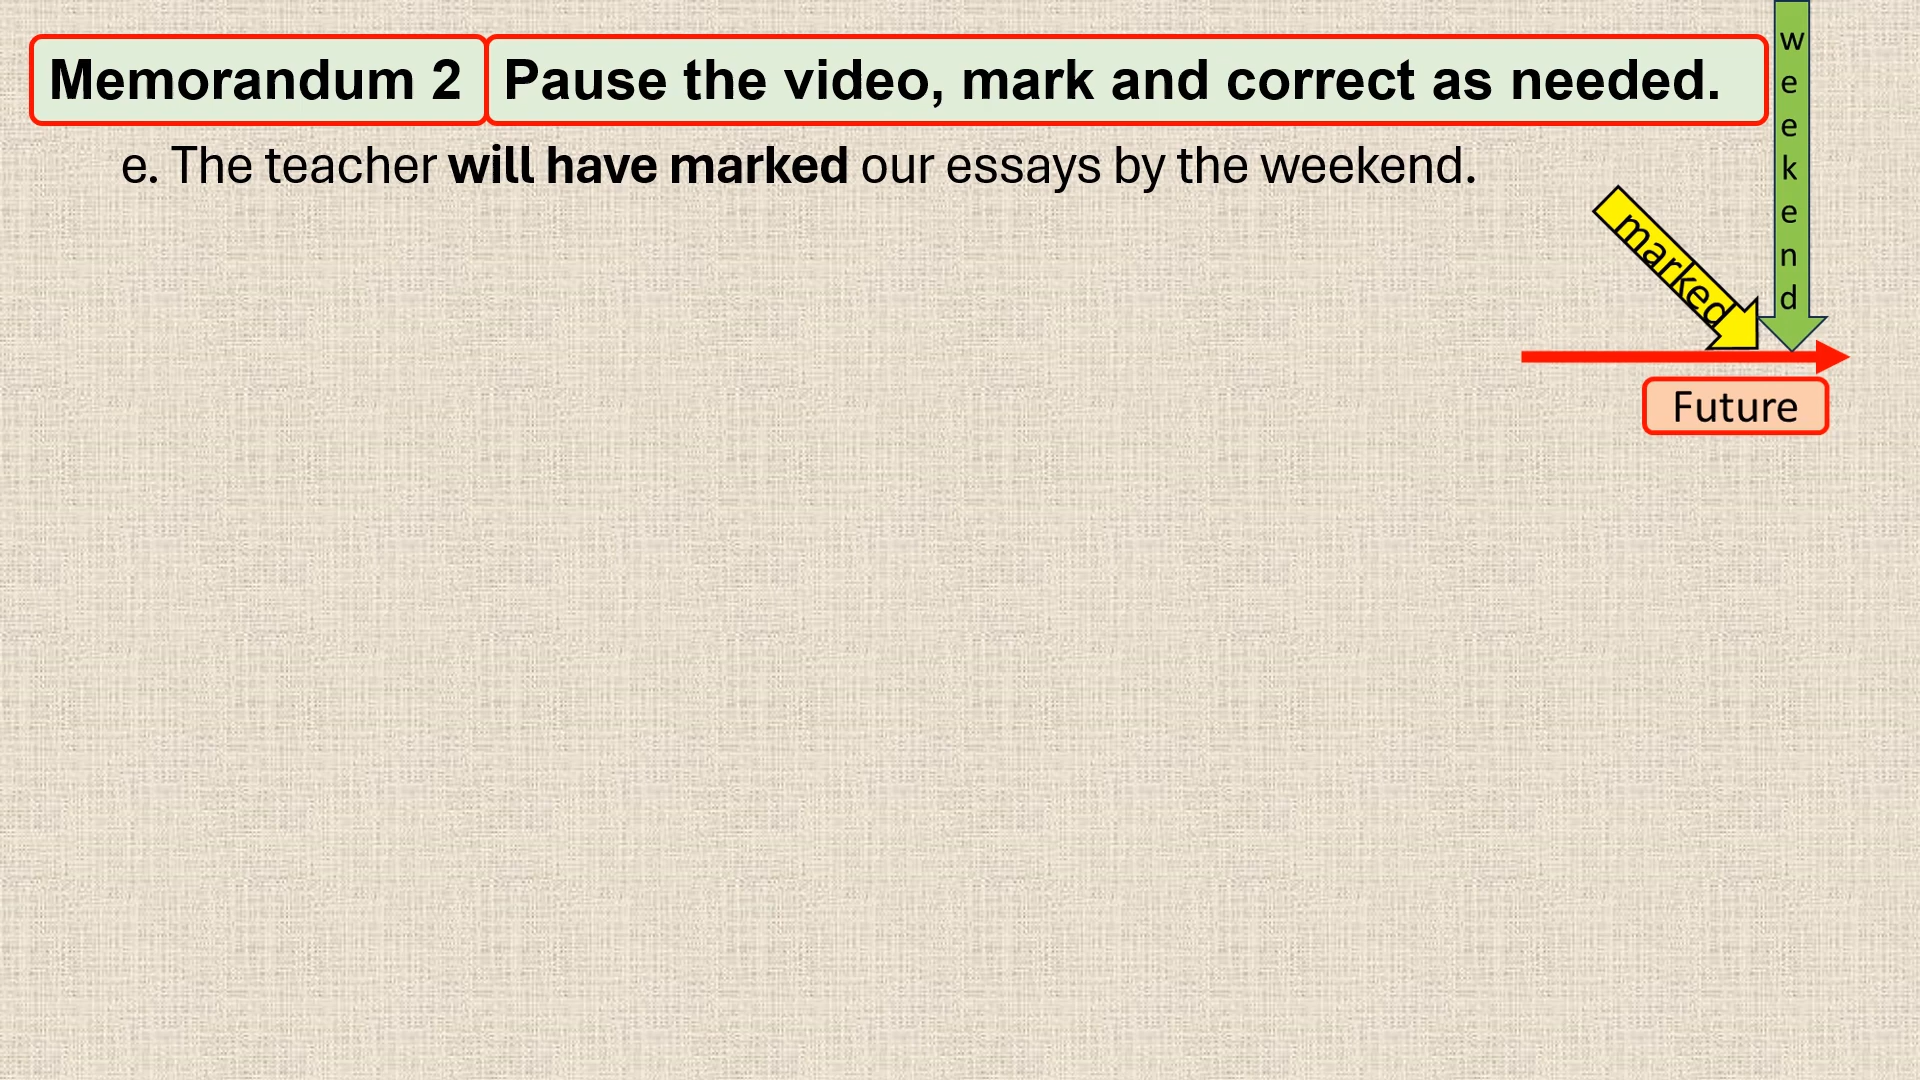 Memorandum 2 Pause the video, mark and correct as needed.
e. The teacher will have marked our essays by the weekend.
marked
weekend
Future